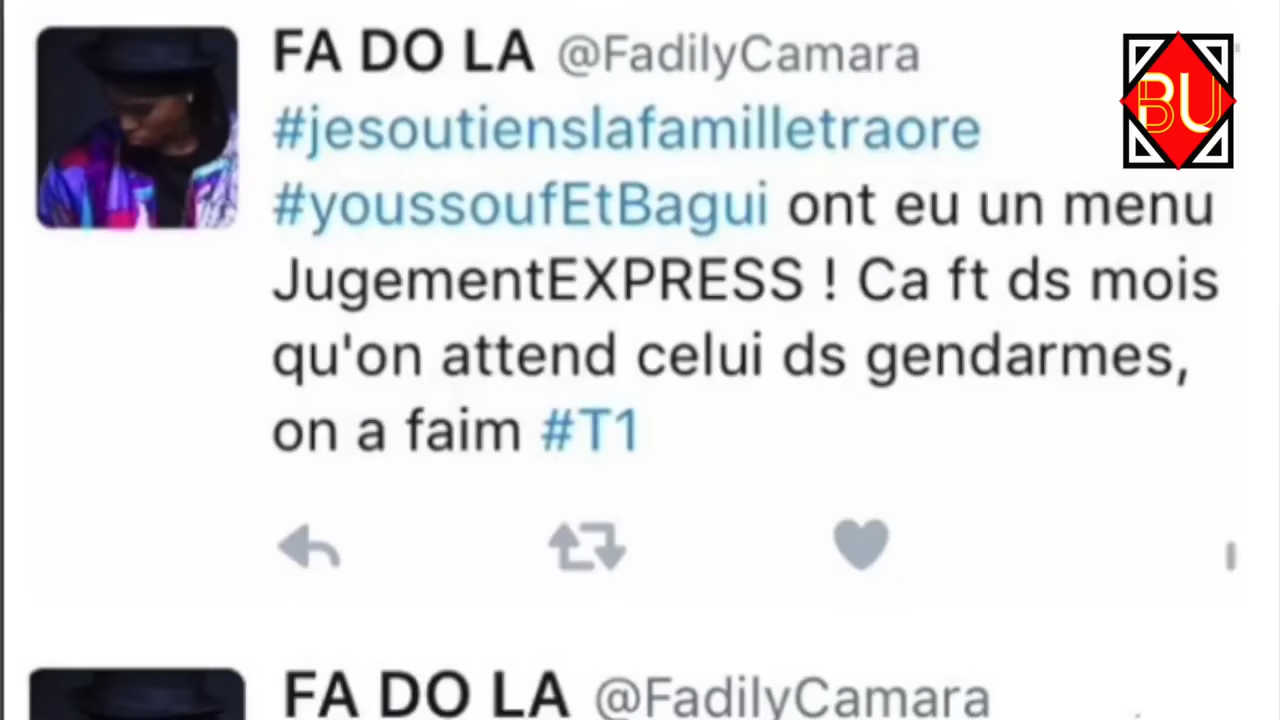 FA DO LA @FadilyCamara
BU
#jesoutienslafamilletraore
#youssoufEtBagui ont eu un menu
JugementEXPRESS ! Ca ft ds mois
qu'on attend celui ds gendarmes,
on a faim #T1
FA DO LA @FadilyCamara